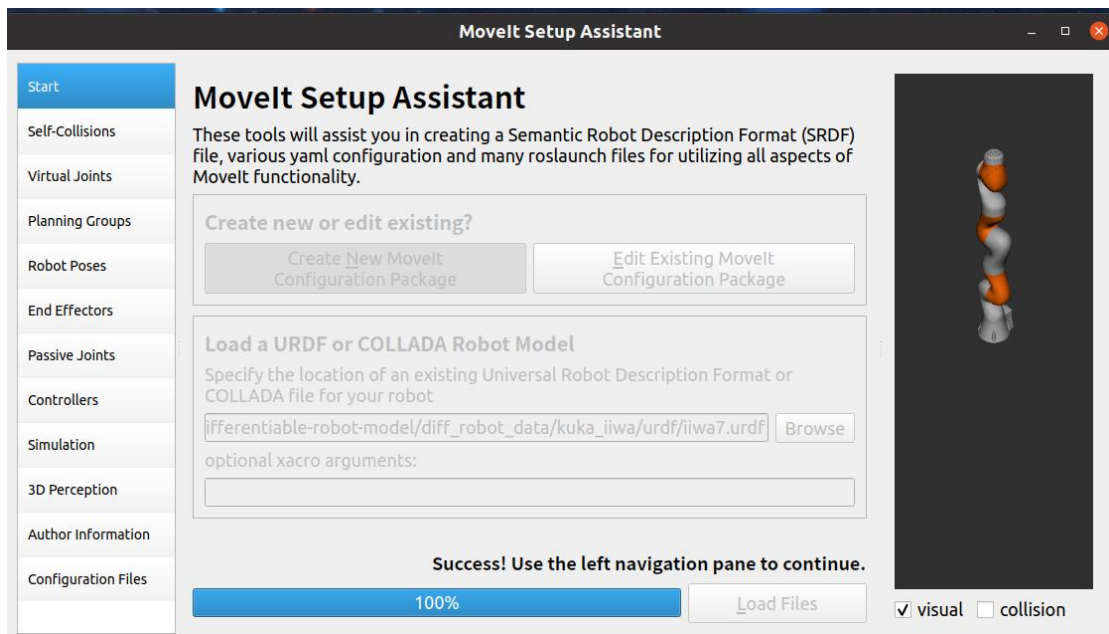 MoveIt Setup Assistant
Start
Self-Collisions
Virtual Joints
Planning Groups
Robot Poses
End Effectors
Passive Joints
Controllers
Simulation
3D Perception
Author Information
Configuration Files
MoveIt Setup Assistant
These tools will assist you in creating a Semantic Robot Description Format (SRDF)
file, various yaml configuration and many roslaunch files for utilizing all aspects of
MoveIt functionality.
Create new or edit existing?
Create New MoveIt
Configuration Package
Edit Existing MoveIt
Configuration Package
Load a URDF or COLLADA Robot Model
Specify the location of an existing Universal Robot Description Format or
COLLADA file for your robot
ifferentiable-robot-model/diff_robot_data/kuka_iiwa/urdf/iiwa7.urdf
Browse
optional xacro arguments:
Success! Use the left navigation pane to continue.
100%
Load Files
visual
collision